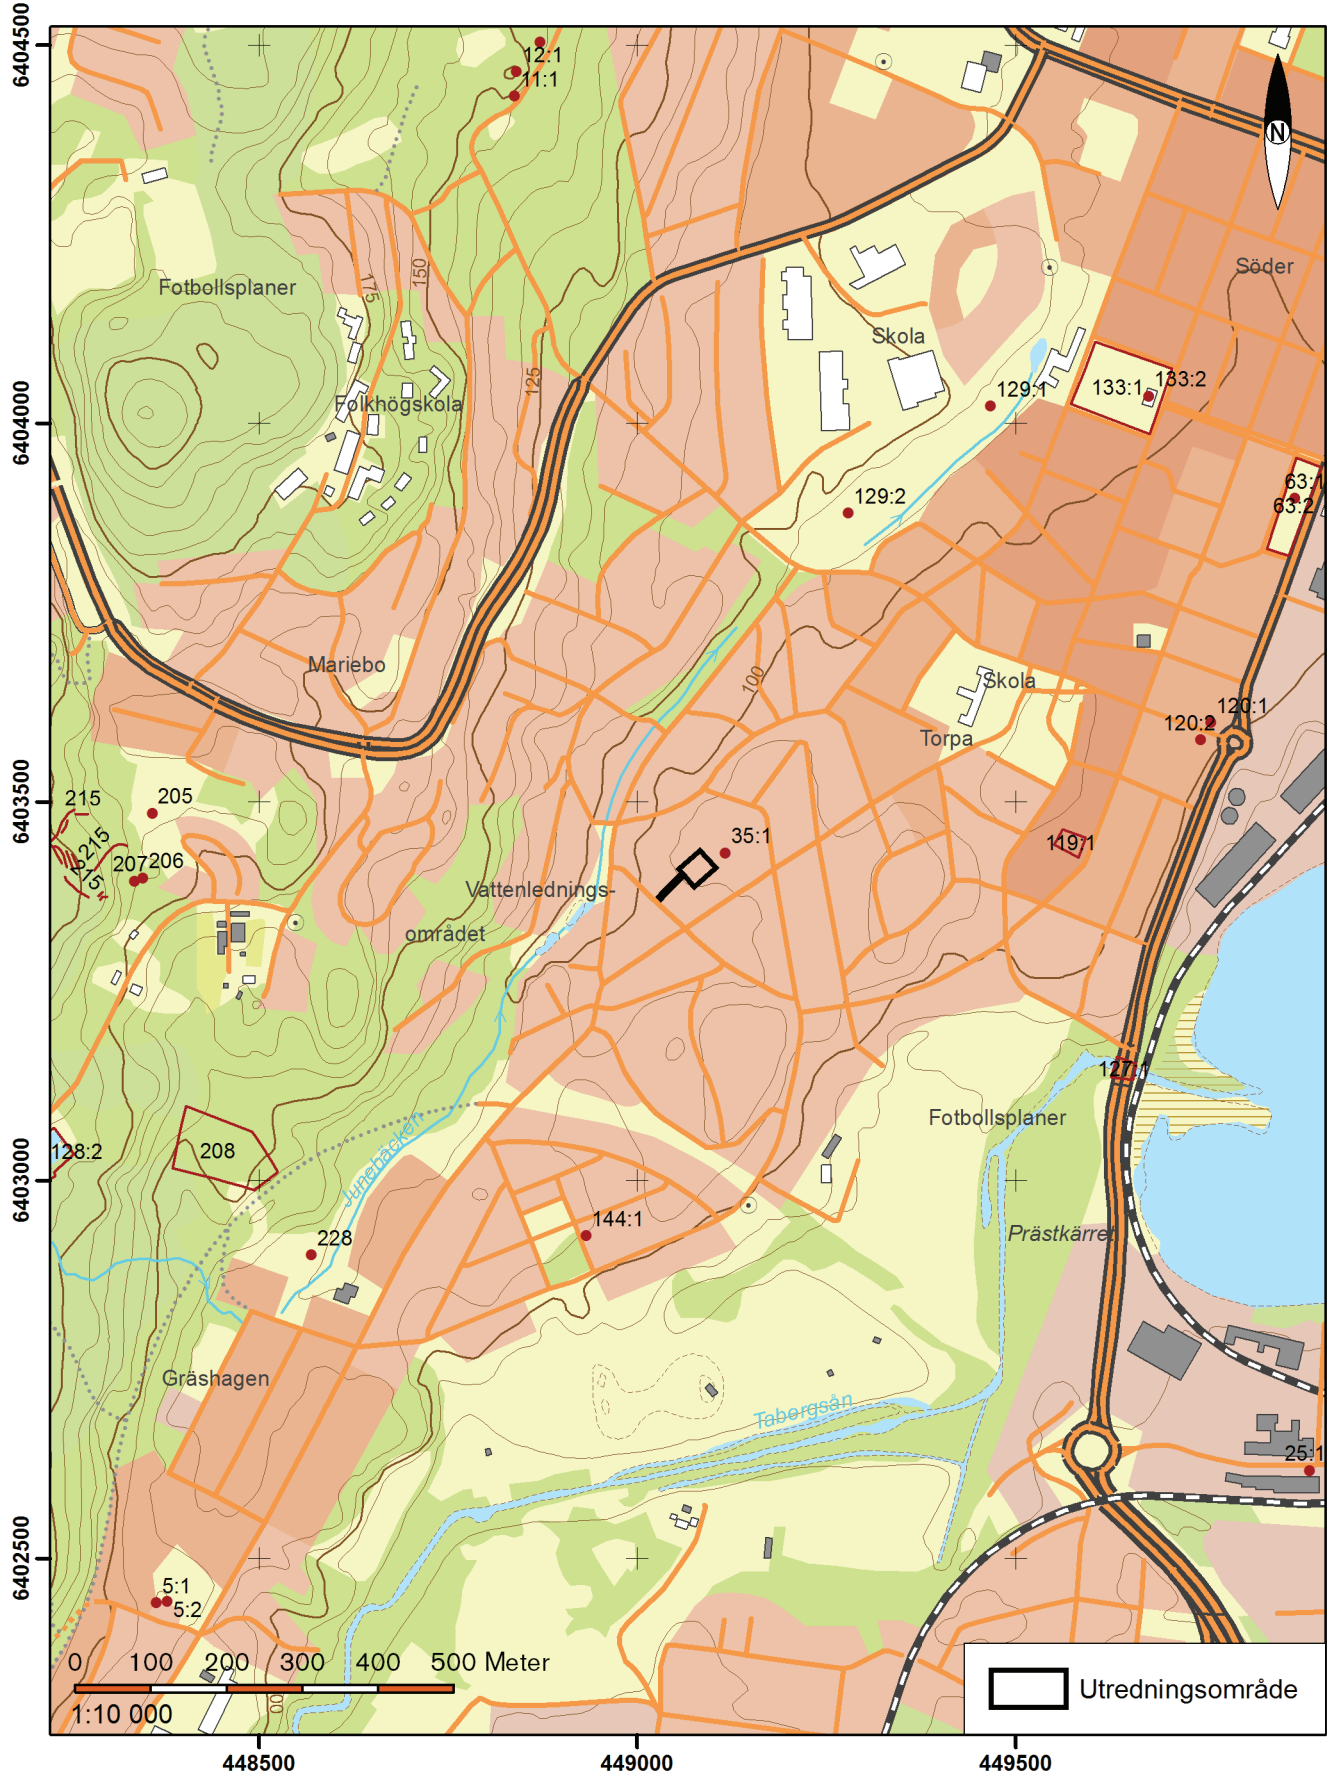 6404500
12:1
11:1
N
Söder
Fotbollsplaner
175
150
125
Skola
Folkhögskola
129:1
133:1
133:2
6404000
129:2
63:1
63:2
Mariebo
100
Skola
Torpa
120:1
120:2
6403500
215
205
215
215
207
206
35:1
119:1
Vattenlednings-
området
127:1
Fotbollsplaner
128:2
208
Junebäcken
6403000
144:1
228
Prästkärret
Gräshagen
Tabergsån
25:1
6402500
5:1
5:2
0 100 200 300 400 500 Meter
1:10 000
00
Utredningsområde
448500
449000
449500